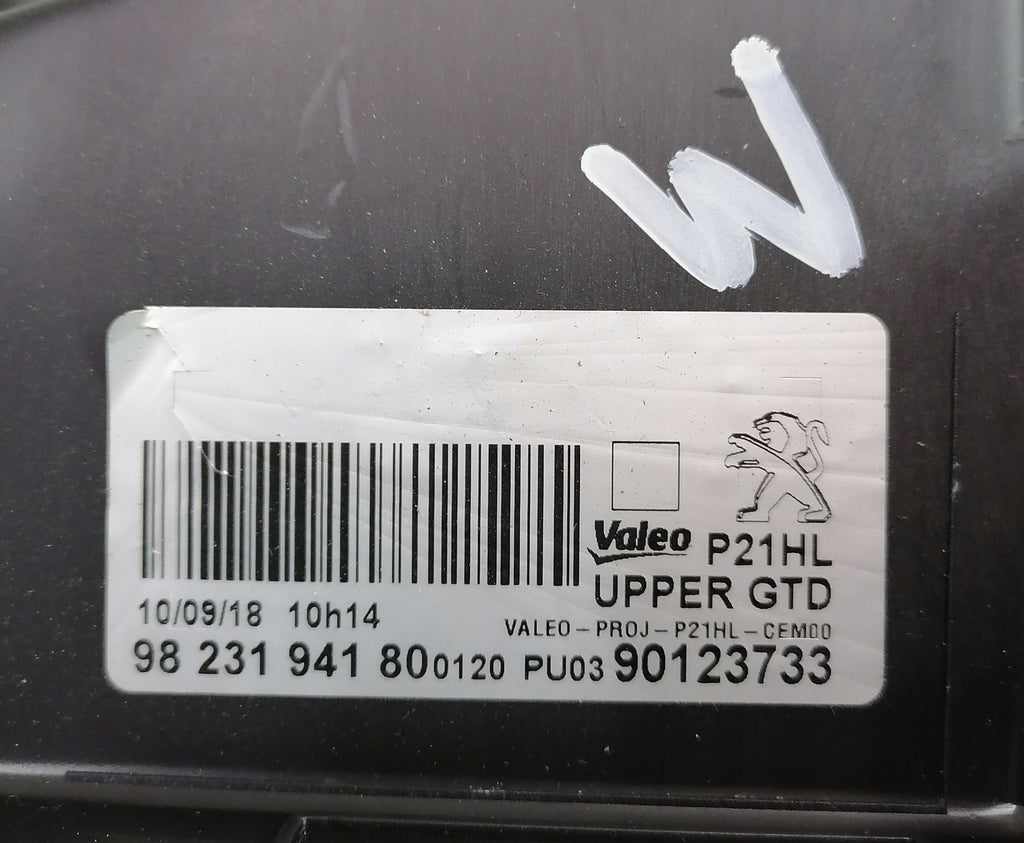 W
Valeo P21HL
UPPER GTD
10/09/18 10h14
VALEO-PROJ-P21HL-CEM00
98 231 941 80 0120 PU03 90123733